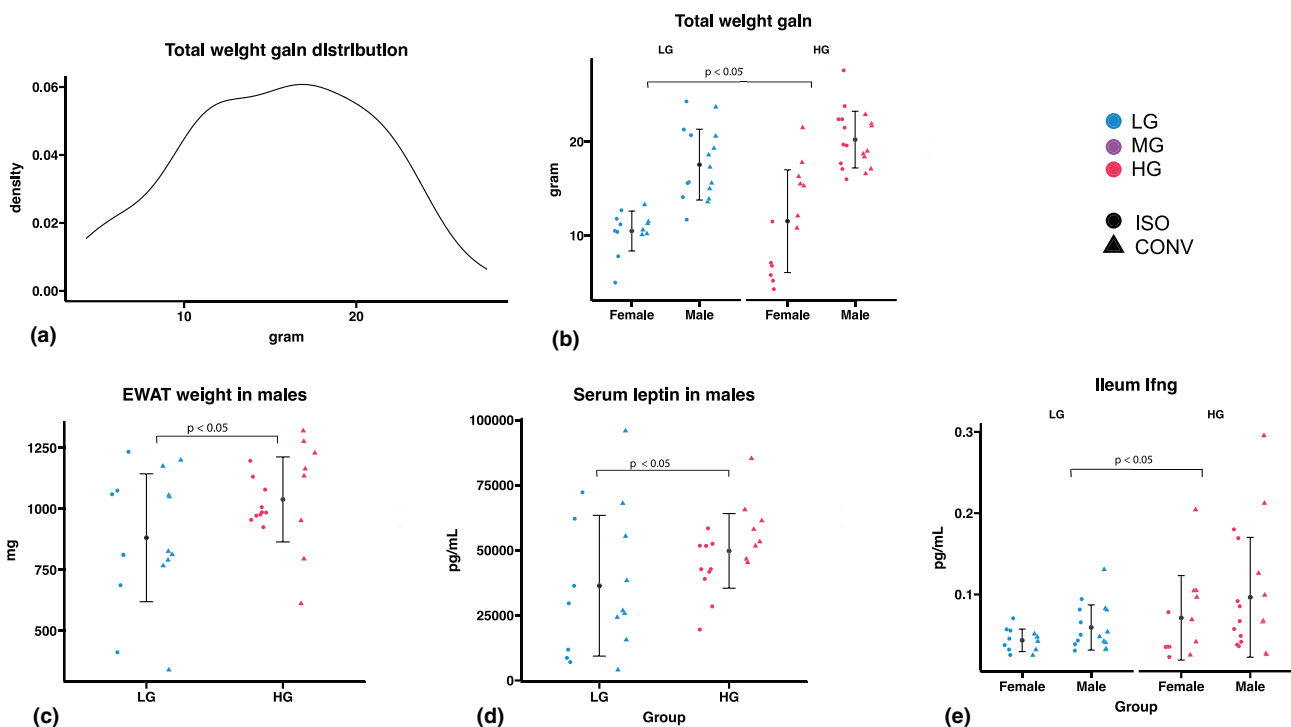 Total weight gain distribution
0.06
0.04
0.02
0.00
density
10
20
gram
(a)
Total weight gain
LG
HG
p < 0.05
20
10
gram
Female
Male
Female
Male
(b)
LG
MG
HG
ISO
CONV
EWAT weight in males
p < 0.05
1250
1000
750
500
mg
LG
HG
(c)
Serum leptin in males
100000
75000
50000
25000
0
pg/mL
p < 0.05
LG
HG
Group
(d)
Ileum Ifng
LG
HG
0.3
0.2
0.1
pg/mL
p < 0.05
Female
Male
Female
Male
Group
(e)